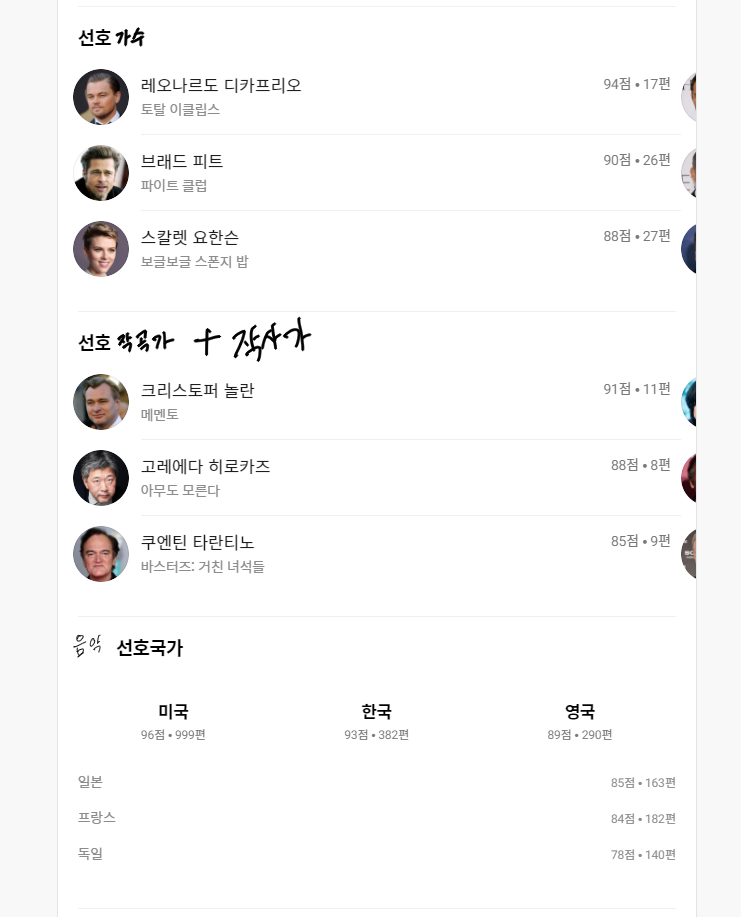 선호 가수
레오나르도 디카프리오 94점 • 17편
토탈 이클립스
브래드 피트 90점 • 26편
파이트 클럽
스칼렛 요한슨 88점 • 27편
보글보글 스폰지 밥
선호 작곡가 + 작사가
크리스토퍼 놀란 91점 • 11편
메멘토
고레에다 히로카즈 88점 • 8편
아무도 모른다
쿠엔틴 타란티노 85점 • 9편
바스터즈: 거친 녀석들
음악 선호국가
미국 한국 영국
96점 • 999편 93점 • 382편 89점 • 290편
일본 85점 • 163편
프랑스 84점 • 182편
독일 78점 • 140편